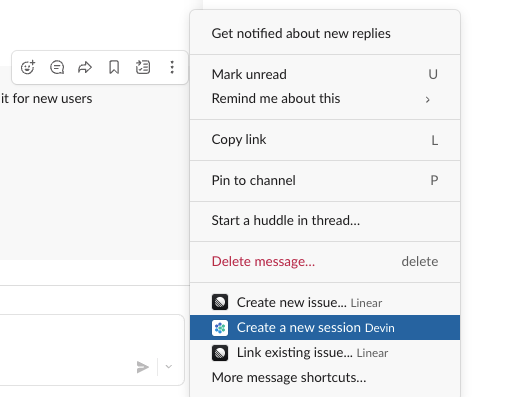 Get notified about new replies
Mark unread U
it for new users
Remind me about this
Copy link L
Pin to channel P
Start a huddle in thread...
Delete message... delete
Create new issue... Linear
Create a new session Devin
Link existing issue... Linear
More message shortcuts...